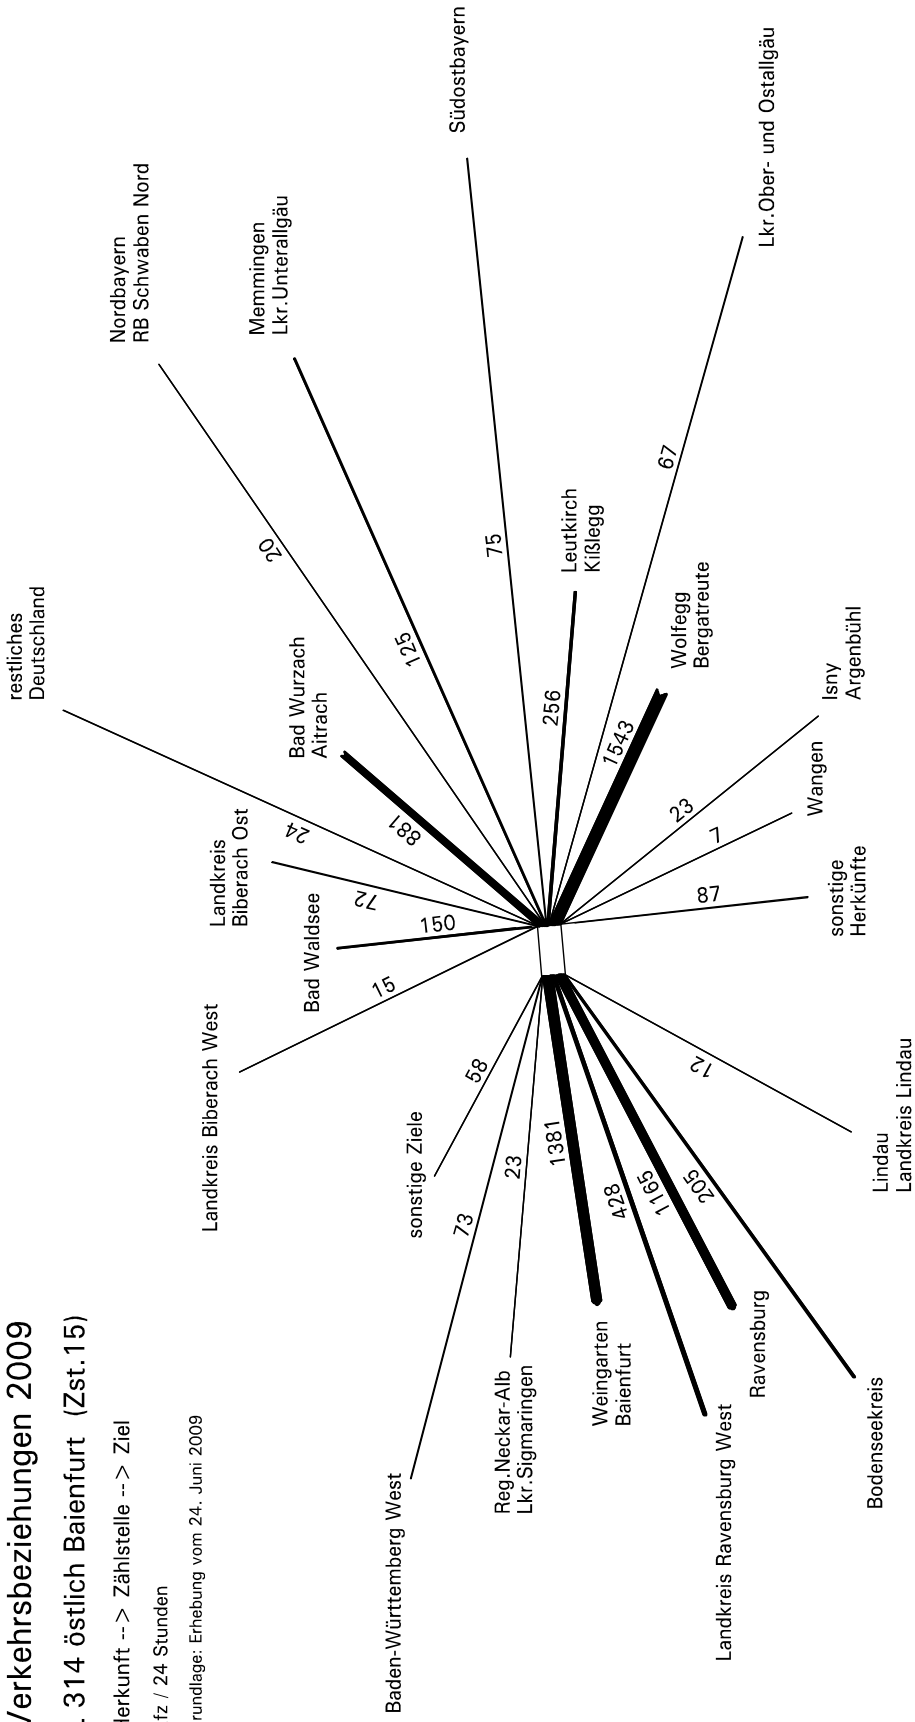 /erkehrsbeziehungen 2009
. 314 östlich Baienfurt (Zst.15)
Herkunft --> Zählstelle --> Ziel
fz / 24 Stunden
rundlage: Erhebung vom 24. Juni 2009
restliches
Deutschland
24
Nordbayern
RB Schwaben Nord
20
Memmingen
Lkr.Unterallgäu
125
Südostbayern
75
Lkr.Ober- und Ostallgäu
67
Leutkirch
Kißlegg
256
Wolfegg
Bergatreute
1543
Isny
Argenbühl
23
Wangen
7
sonstige
Herkünfte
87
Bad Wurzach
Aitrach
881
Landkreis
Biberach Ost
72
Bad Waldsee
150
Landkreis Biberach West
15
sonstige Ziele
58
Baden-Württemberg West
73
Reg.Neckar-Alb
Lkr.Sigmaringen
23
Weingarten
Baienfurt
1381
Landkreis Ravensburg West
428
Ravensburg
1165
Bodenseekreis
205
Lindau
Landkreis Lindau
12